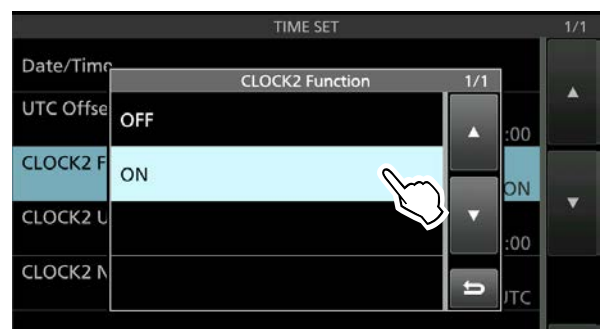 TIME SET 1/1
Date/Time
CLOCK2 Function 1/1
UTC Offse
OFF
:00
CLOCK2 F
ON
ON
CLOCK2 U
:00
CLOCK2 N
UTC